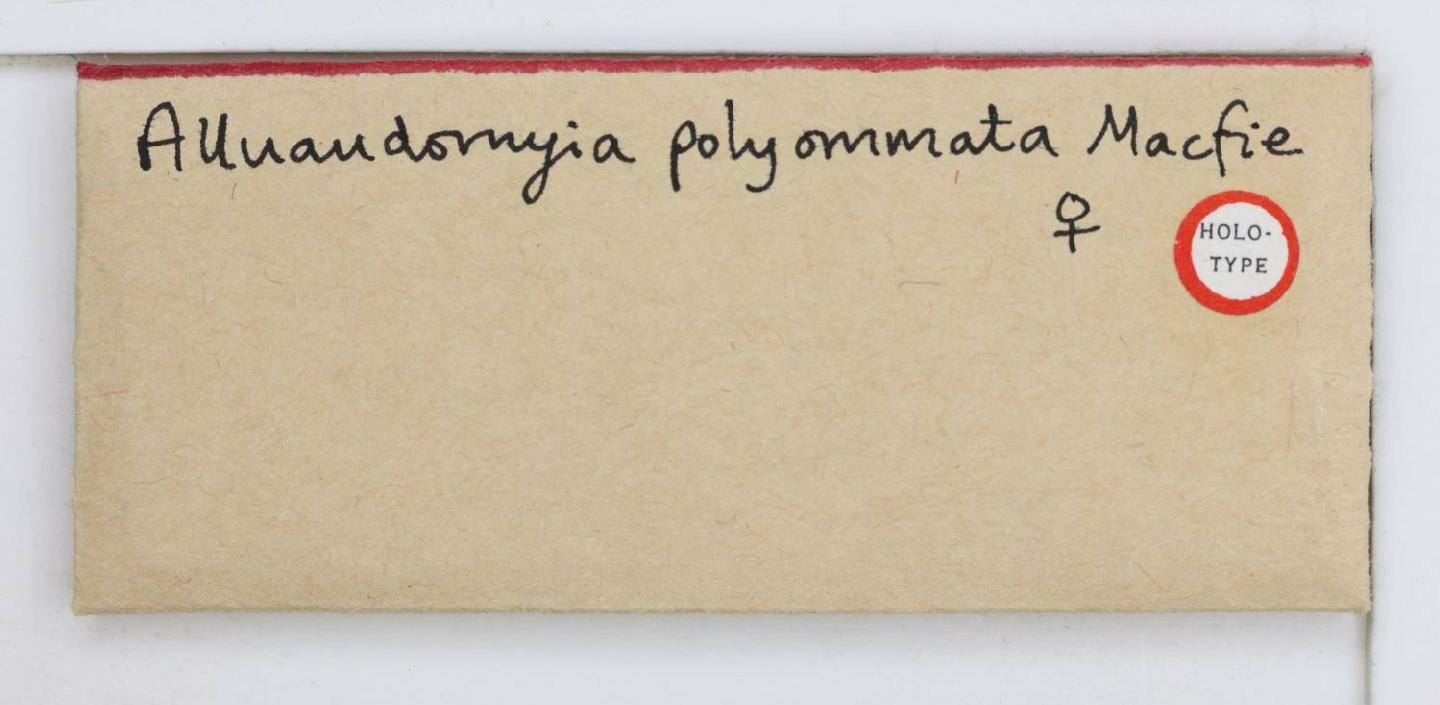 Alluaudomyia polyommata Macfie
♀
HOLO-
TYPE